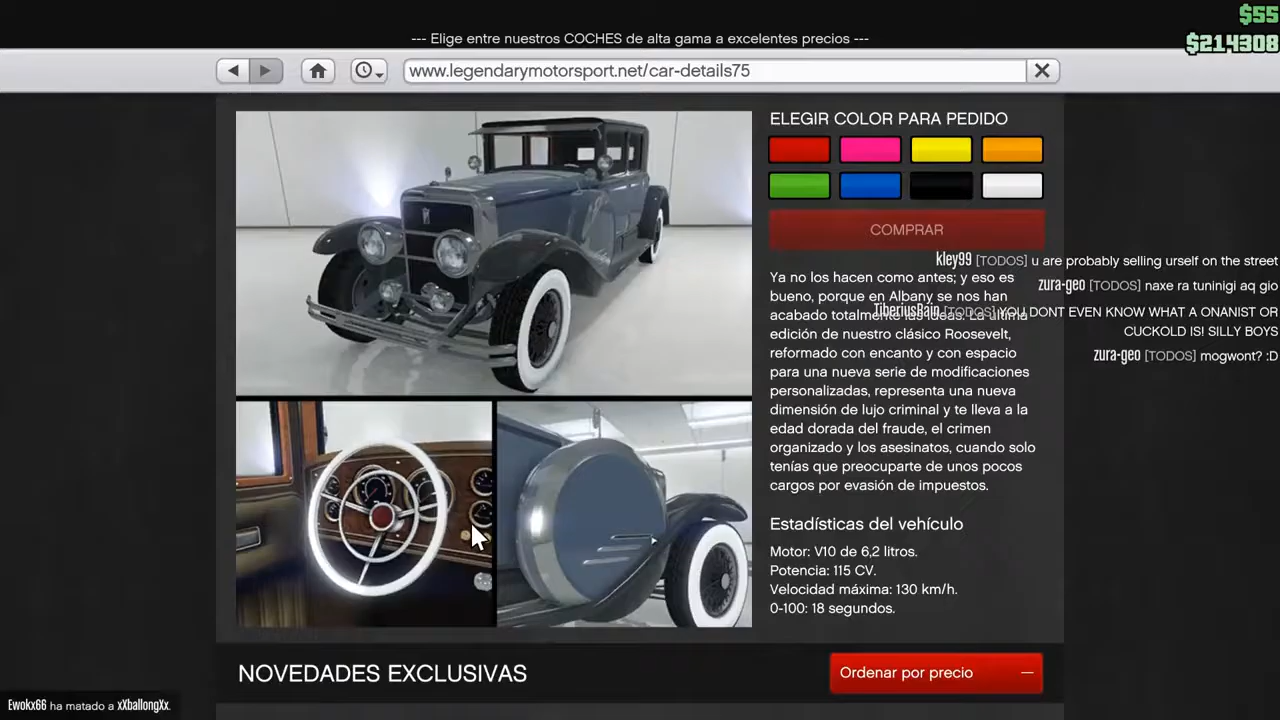 $55
$214308
--- Elige entre nuestros COCHES de alta gama a excelentes precios ---
www.legendarymotorsport.net/car-details75
ELEGIR COLOR PARA PEDIDO
COMPRAR
Ya no los hacen como antes; y eso es
bueno, porque en Albany se nos han
acabado totalmente las ideas. La última
edición de nuestro clásico Roosevelt,
reformado con encanto y con espacio
para una nueva serie de modificaciones
personalizadas, representa una nueva
dimensión de lujo criminal y te lleva a la
edad dorada del fraude, el crimen
organizado y los asesinatos, cuando solo
tenías que preocuparte de unos pocos
cargos por evasión de impuestos.
kley99 [TODOS] u are probably selling urself on the street
zura-geo [TODOS] naxe ra tuninigi aq gio
TiberiusRain [TODOS] YOU DONT EVEN KNOW WHAT A ONANIST OR
CUCKOLD IS! SILLY BOYS
zura-geo [TODOS] mogwont? :D
Estadísticas del vehículo
Motor: V10 de 6,2 litros.
Potencia: 115 CV.
Velocidad máxima: 130 km/h.
0-100: 18 segundos.
NOVEDADES EXCLUSIVAS
Ordenar por precio
Ewokx66 ha matado a xXballongXx.